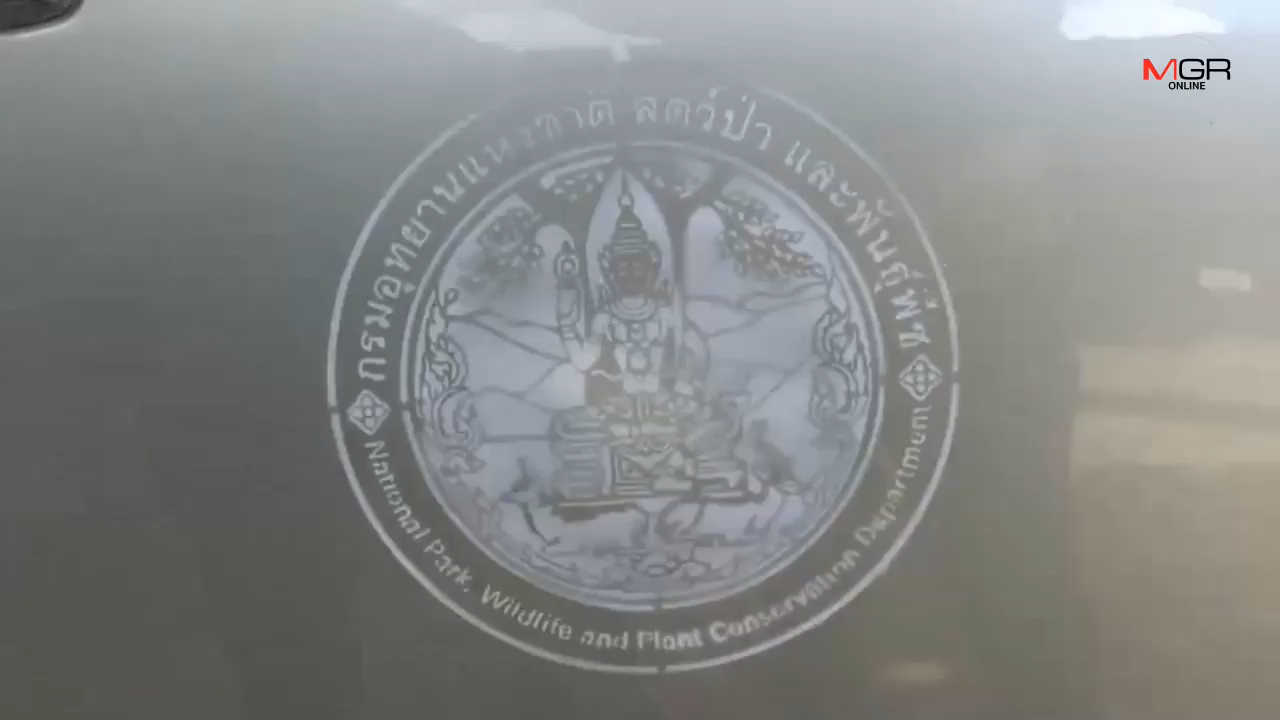 MGR
ONLINE
กรมอุทยานแห่งชาติ สัตว์ป่า และพันธุ์พืช
National Park, Wildlife and Plant Conservation Department